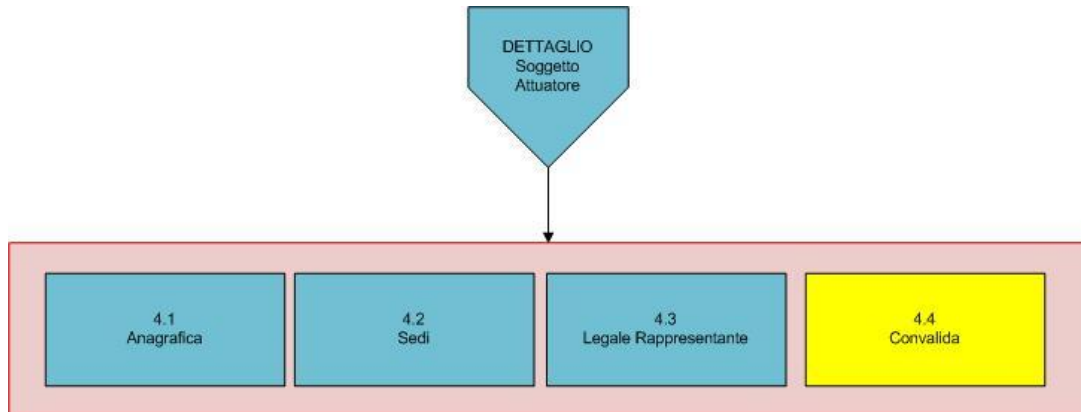 DETTAGLIO
Soggetto
Attuatore
4.1
Anagrafica
4.2
Sedi
4.3
Legale Rappresentante
4.4
Convalida